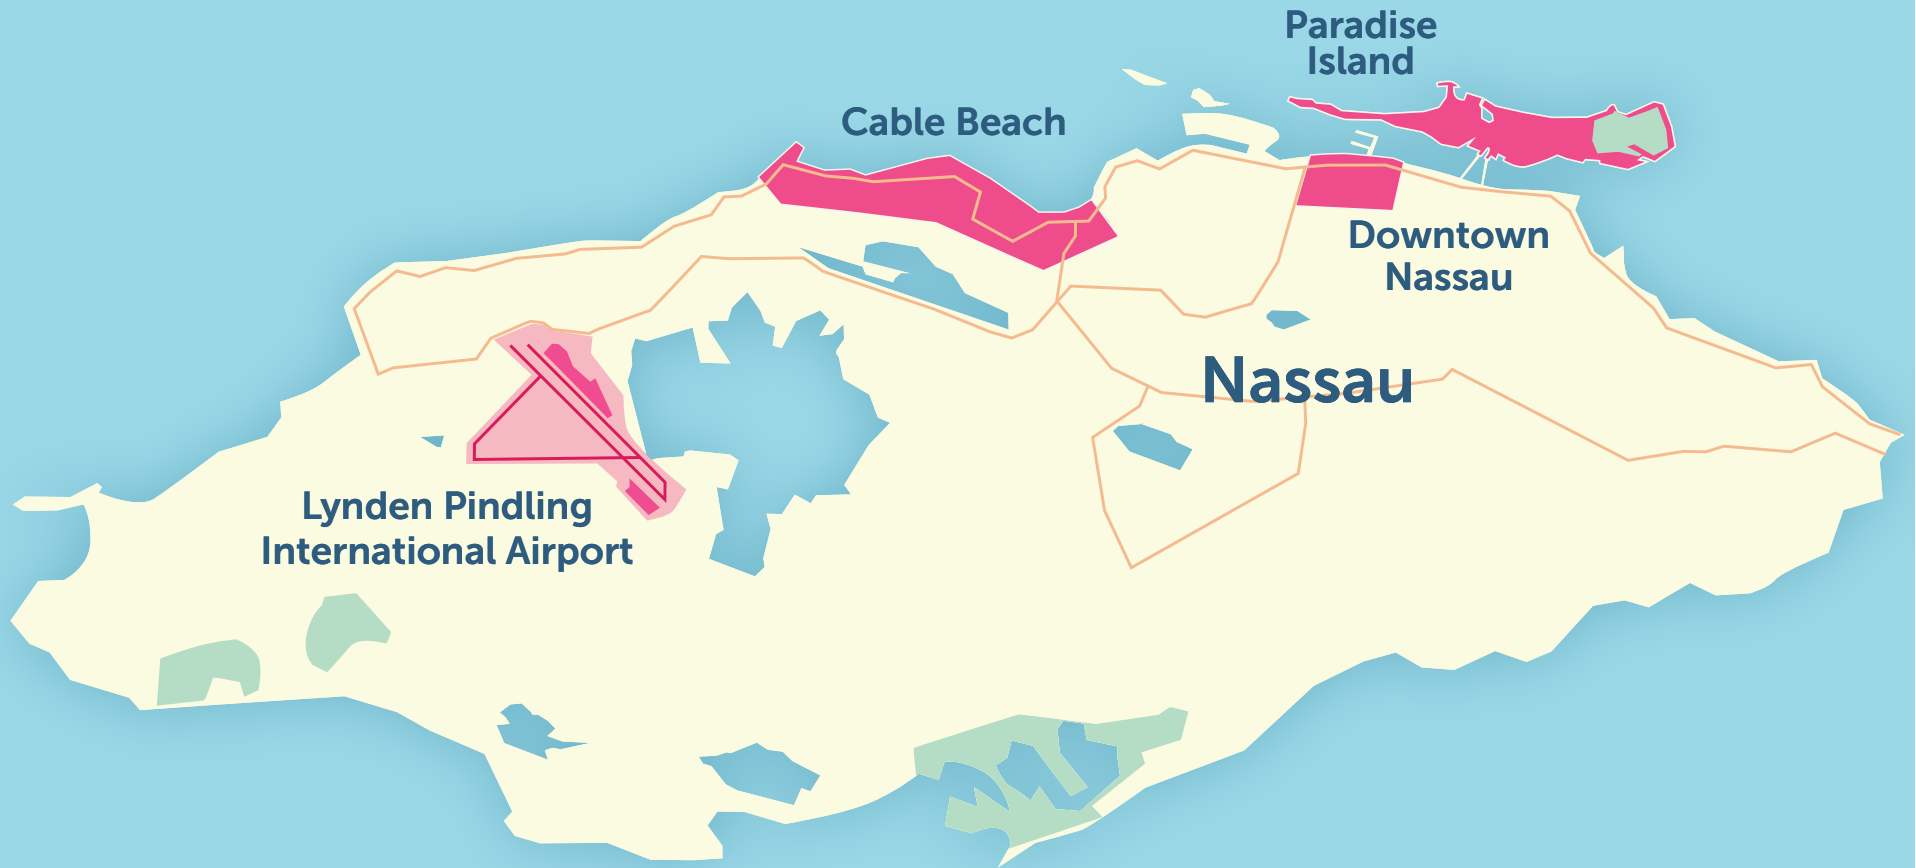 Paradise
Island
Cable Beach
Downtown
Nassau
Nassau
Lynden Pindling
International Airport